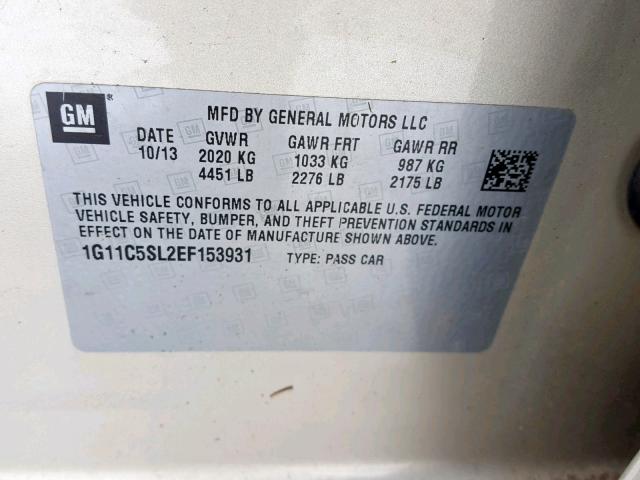 GM ®
MFD BY GENERAL MOTORS LLC
DATE GVWR GAWR FRT GAWR RR
10/13 2020 KG 1033 KG 987 KG
4451 LB 2276 LB 2175 LB
THIS VEHICLE CONFORMS TO ALL APPLICABLE U.S. FEDERAL MOTOR
VEHICLE SAFETY, BUMPER, AND THEFT PREVENTION STANDARDS IN
EFFECT ON THE DATE OF MANUFACTURE SHOWN ABOVE.
1G11C5SL2EF153931 TYPE: PASS CAR